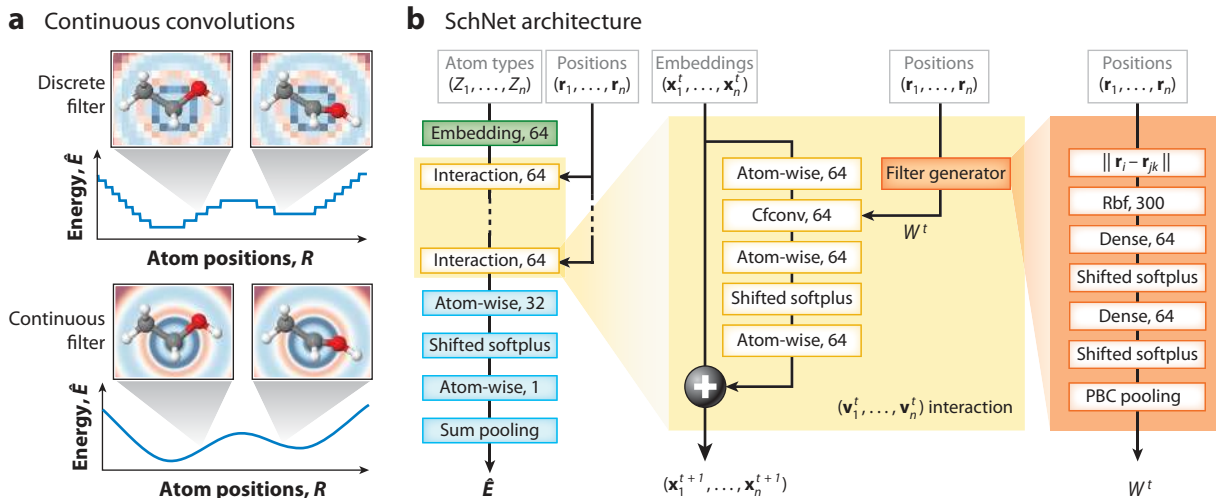 a Continuous convolutions
Discrete
filter
Energy, Ê
Atom positions, R
Continuous
filter
Energy, Ê
Atom positions, R
b SchNet architecture
Atom types
(Z₁, . . . , Zₙ)
Positions
(r₁, . . . , rₙ)
Embedding, 64
Interaction, 64
Interaction, 64
Atom-wise, 32
Shifted softplus
Atom-wise, 1
Sum pooling
Ê
Embeddings
(x₁ᵗ, . . . , xₙᵗ)
Positions
(r₁, . . . , rₙ)
Atom-wise, 64
Filter generator
Cfconv, 64
Wᵗ
Atom-wise, 64
Shifted softplus
Atom-wise, 64
+
(v₁ᵗ, . . . , vₙᵗ) interaction
(x₁ᵗ⁺¹, . . . , xₙᵗ⁺¹)
Positions
(r₁, . . . , rₙ)
|| rᵢ – rⱼₖ ||
Rbf, 300
Dense, 64
Shifted softplus
Dense, 64
Shifted softplus
PBC pooling
Wᵗ